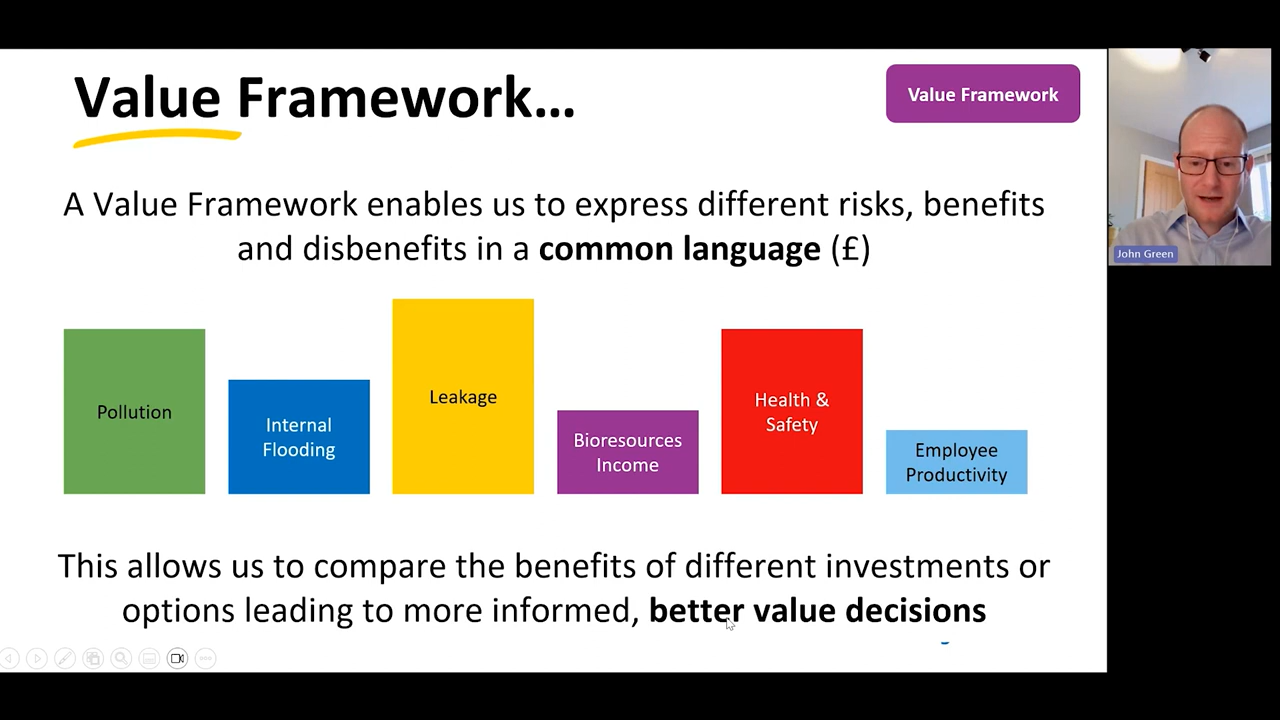 Value Framework...
Value Framework
A Value Framework enables us to express different risks, benefits
and disbenefits in a common language (£)
Pollution
Internal
Flooding
Leakage
Bioresources
Income
Health &
Safety
Employee
Productivity
This allows us to compare the benefits of different investments or
options leading to more informed, better value decisions
John Green